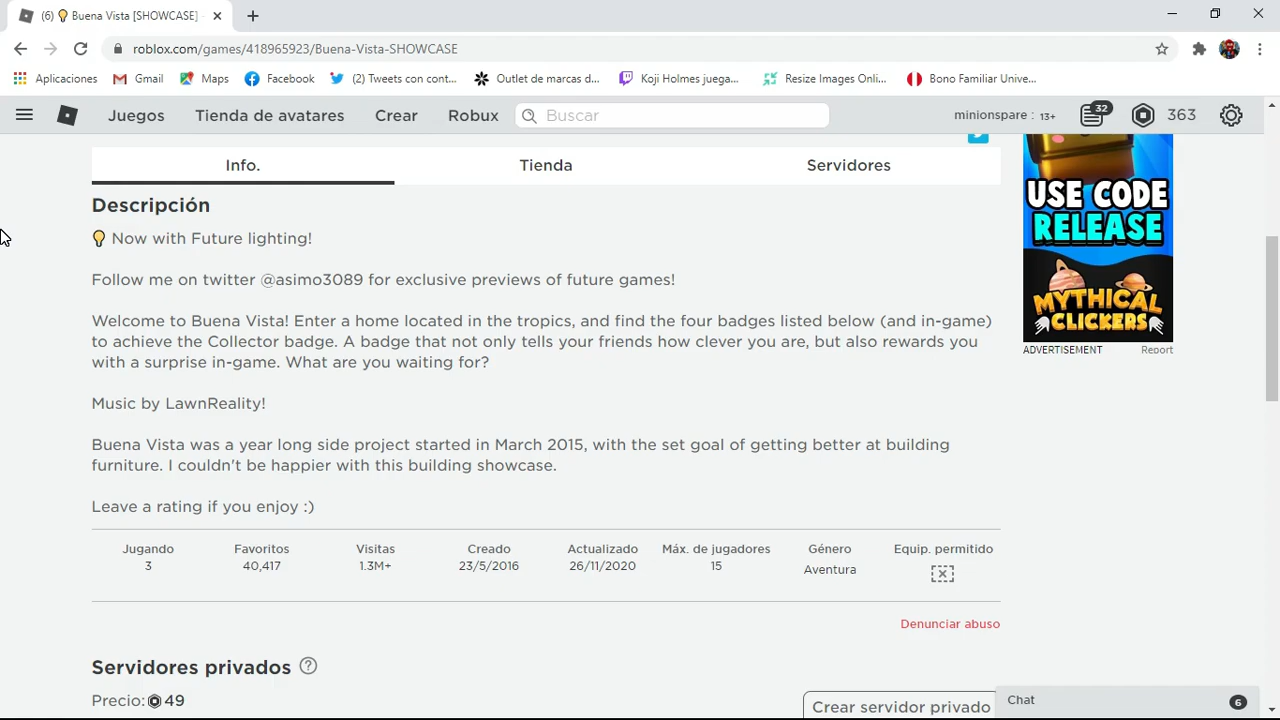 (6) 💡 Buena Vista [SHOWCASE] -
roblox.com/games/418965923/Buena-Vista-SHOWCASE
Aplicaciones Gmail Maps Facebook (2) Tweets con cont... Outlet de marcas d... Koji Holmes juega... Resize Images Onli... Bono Familiar Unive...
Juegos Tienda de avatares Crear Robux Buscar minionspare : 13+ 32 363
Info. Tienda Servidores
Descripción
💡 Now with Future lighting!
Follow me on twitter @asimo3089 for exclusive previews of future games!
Welcome to Buena Vista! Enter a home located in the tropics, and find the four badges listed below (and in-game)
to achieve the Collector badge. A badge that not only tells your friends how clever you are, but also rewards you
with a surprise in-game. What are you waiting for?
Music by LawnReality!
Buena Vista was a year long side project started in March 2015, with the set goal of getting better at building
furniture. I couldn't be happier with this building showcase.
Leave a rating if you enjoy :)
Jugando Favoritos Visitas Creado Actualizado Máx. de jugadores Género Equip. permitido
3 40,417 1.3M+ 23/5/2016 26/11/2020 15 Aventura
Denunciar abuso
Servidores privados
Precio: 49
Crear servidor privado
USE CODE
RELEASE
MYTHICAL
CLICKERS
ADVERTISEMENT Report
Chat 6